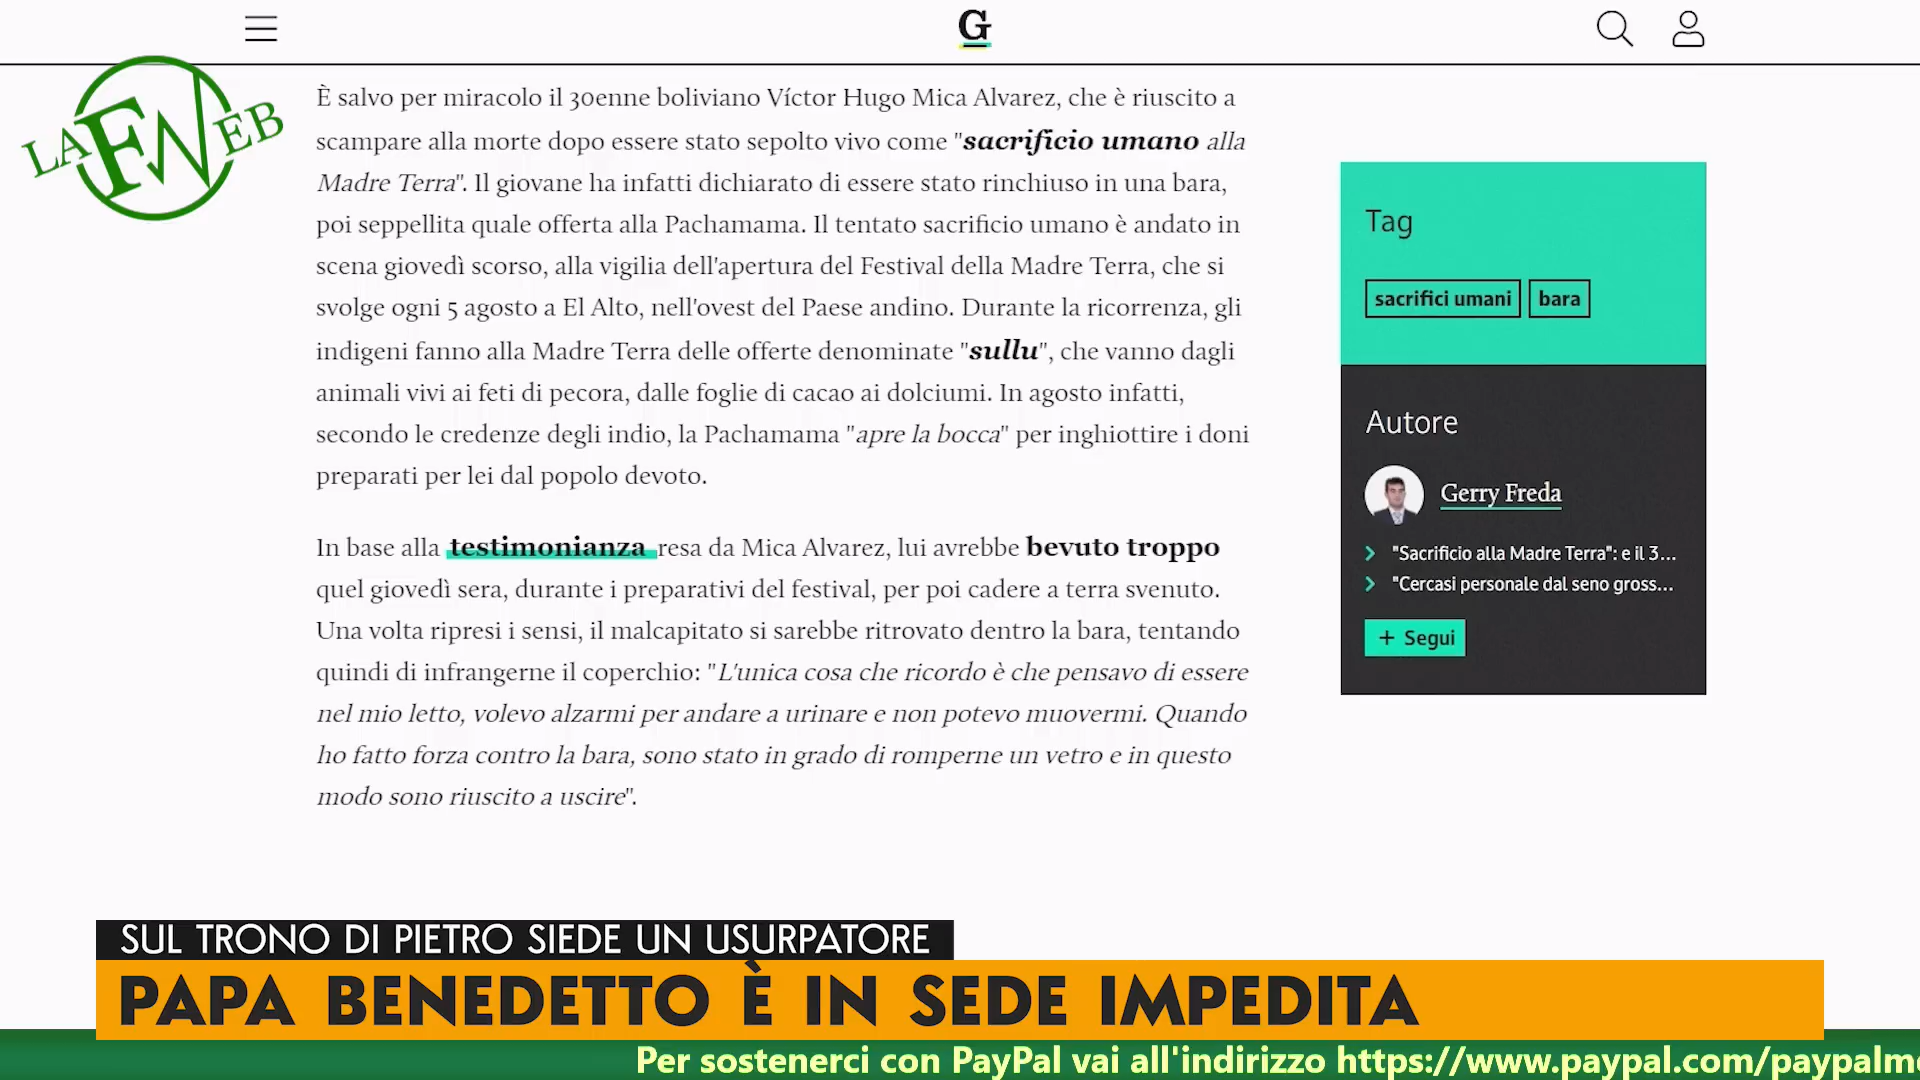 G
LA FW EB
È salvo per miracolo il 30enne boliviano Víctor Hugo Mica Alvarez, che è riuscito a
scampare alla morte dopo essere stato sepolto vivo come "sacrificio umano alla
Madre Terra". Il giovane ha infatti dichiarato di essere stato rinchiuso in una bara,
poi seppellita quale offerta alla Pachamama. Il tentato sacrificio umano è andato in
scena giovedì scorso, alla vigilia dell'apertura del Festival della Madre Terra, che si
svolge ogni 5 agosto a El Alto, nell'ovest del Paese andino. Durante la ricorrenza, gli
indigeni fanno alla Madre Terra delle offerte denominate "sullu", che vanno dagli
animali vivi ai feti di pecora, dalle foglie di cacao ai dolciumi. In agosto infatti,
secondo le credenze degli indio, la Pachamama "apre la bocca" per inghiottire i doni
preparati per lei dal popolo devoto.
In base alla testimonianza resa da Mica Alvarez, lui avrebbe bevuto troppo
quel giovedì sera, durante i preparativi del festival, per poi cadere a terra svenuto.
Una volta ripresi i sensi, il malcapitato si sarebbe ritrovato dentro la bara, tentando
quindi di infrangerne il coperchio: "L'unica cosa che ricordo è che pensavo di essere
nel mio letto, volevo alzarmi per andare a urinare e non potevo muovermi. Quando
ho fatto forza contro la bara, sono stato in grado di romperne un vetro e in questo
modo sono riuscito a uscire".
Tag
sacrifici umani bara
Autore
Gerry Freda
"Sacrificio alla Madre Terra": e il 3...
"Cercasi personale dal seno gross...
+ Segui
SUL TRONO DI PIETRO SIEDE UN USURPATORE
PAPA BENEDETTO È IN SEDE IMPEDITA
Per sostenerci con PayPal vai all'indirizzo https://www.paypal.com/paypalm